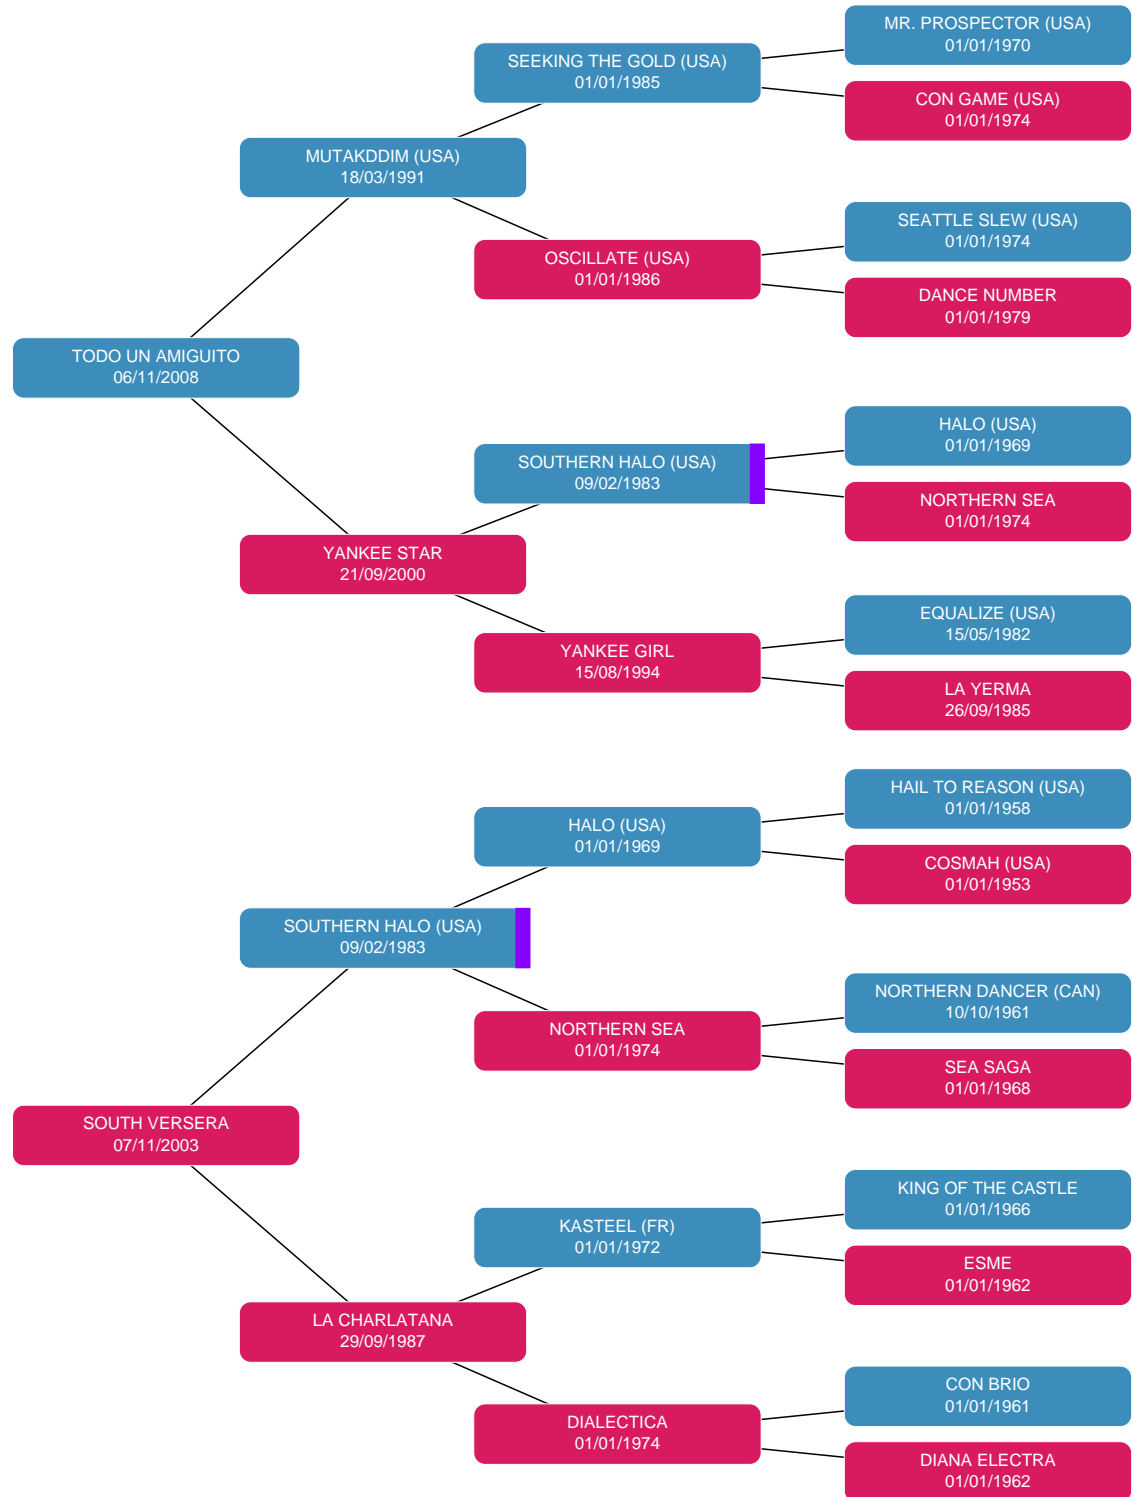 MR. PROSPECTOR (USA)
01/01/1970
SEEKING THE GOLD (USA)
01/01/1985
CON GAME (USA)
01/01/1974
MUTAKDDIM (USA)
18/03/1991
SEATTLE SLEW (USA)
01/01/1974
OSCILLATE (USA)
01/01/1986
DANCE NUMBER
01/01/1979
TODO UN AMIGUITO
06/11/2008
HALO (USA)
01/01/1969
SOUTHERN HALO (USA)
09/02/1983
NORTHERN SEA
01/01/1974
YANKEE STAR
21/09/2000
EQUALIZE (USA)
15/05/1982
YANKEE GIRL
15/08/1994
LA YERMA
26/09/1985
HAIL TO REASON (USA)
01/01/1958
HALO (USA)
01/01/1969
COSMAH (USA)
01/01/1953
SOUTHERN HALO (USA)
09/02/1983
NORTHERN DANCER (CAN)
10/10/1961
NORTHERN SEA
01/01/1974
SEA SAGA
01/01/1968
SOUTH VERSERA
07/11/2003
KING OF THE CASTLE
01/01/1966
KASTEEL (FR)
01/01/1972
ESME
01/01/1962
LA CHARLATANA
29/09/1987
CON BRIO
01/01/1961
DIALECTICA
01/01/1974
DIANA ELECTRA
01/01/1962